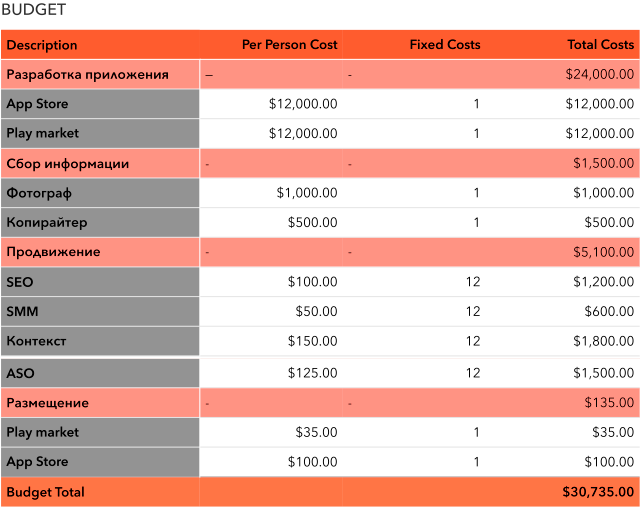 BUDGET
Description Per Person Cost Fixed Costs Total Costs
Разработка приложения — - $24,000.00
App Store $12,000.00 1 $12,000.00
Play market $12,000.00 1 $12,000.00
Сбор информации - - $1,500.00
Фотограф $1,000.00 1 $1,000.00
Копирайтер $500.00 1 $500.00
Продвижение - - $5,100.00
SEO $100.00 12 $1,200.00
SMM $50.00 12 $600.00
Контекст $150.00 12 $1,800.00
ASO $125.00 12 $1,500.00
Размещение - - $135.00
Play market $35.00 1 $35.00
App Store $100.00 1 $100.00
Budget Total $30,735.00